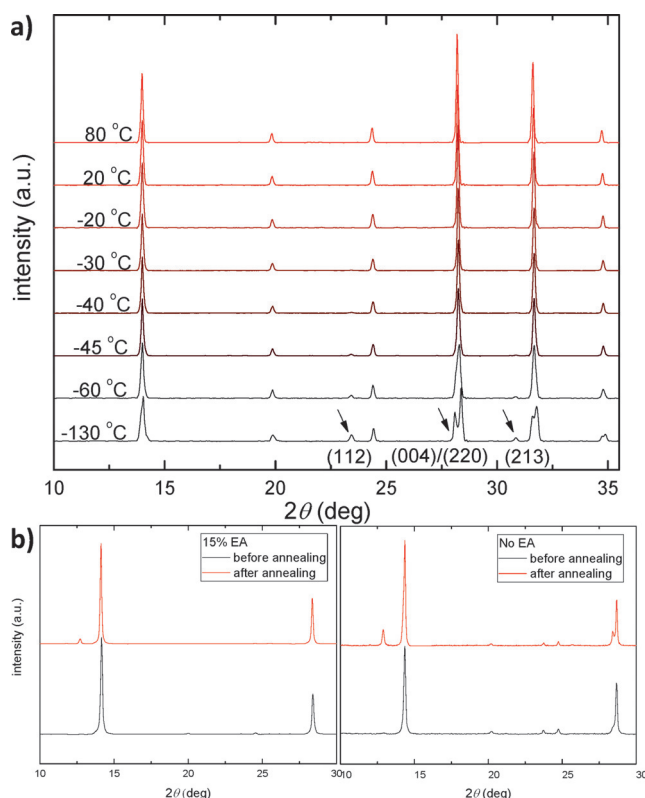 a)
intensity (a.u.)
80 °C
20 °C
-20 °C
-30 °C
-40 °C
-45 °C
-60 °C
-130 °C
(112) (004)/(220) (213)
10 15 20 25 30 35
2θ (deg)
b)
intensity (a.u.)
15% EA
before annealing
after annealing
10 15 20 25 30
2θ (deg)
No EA
before annealing
after annealing
10 15 20 25 30
2θ (deg)